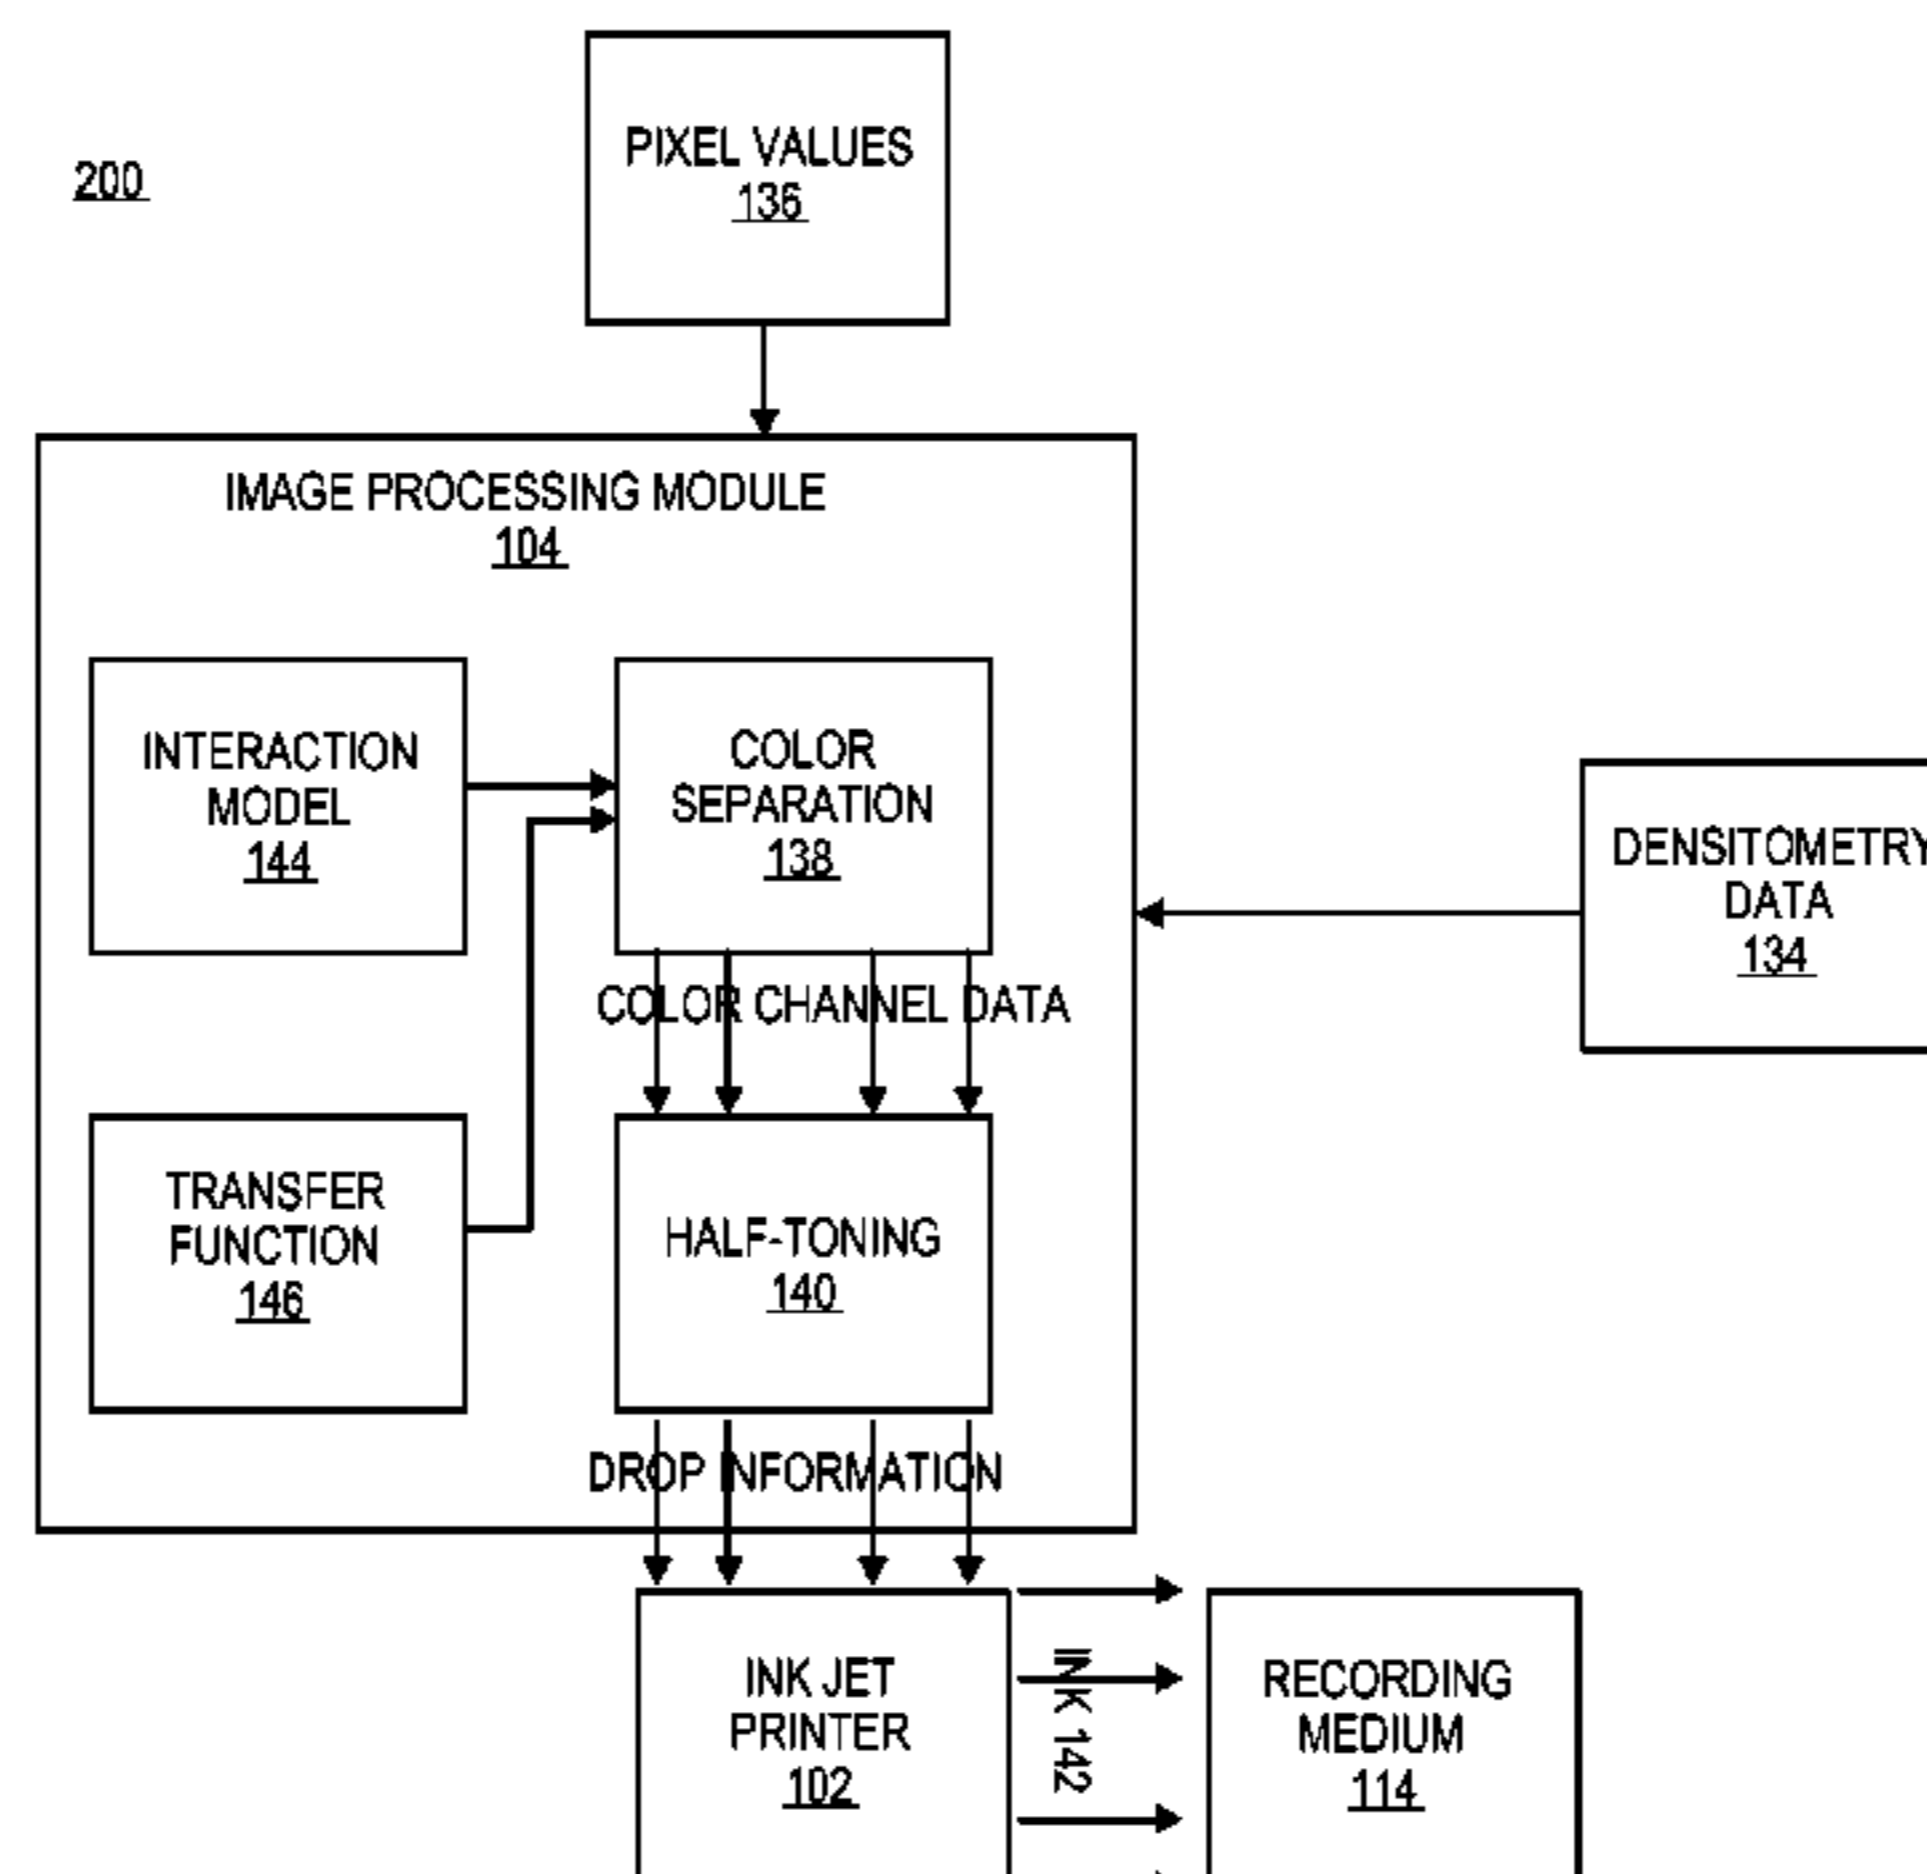 200
PIXEL VALUES
136
IMAGE PROCESSING MODULE
104
INTERACTION
MODEL
144
COLOR
SEPARATION
138
DENSITOMETRY
DATA
134
COLOR CHANNEL DATA
TRANSFER
FUNCTION
146
HALF-TONING
140
DROP INFORMATION
INK JET
PRINTER
102
INK 142
RECORDING
MEDIUM
114